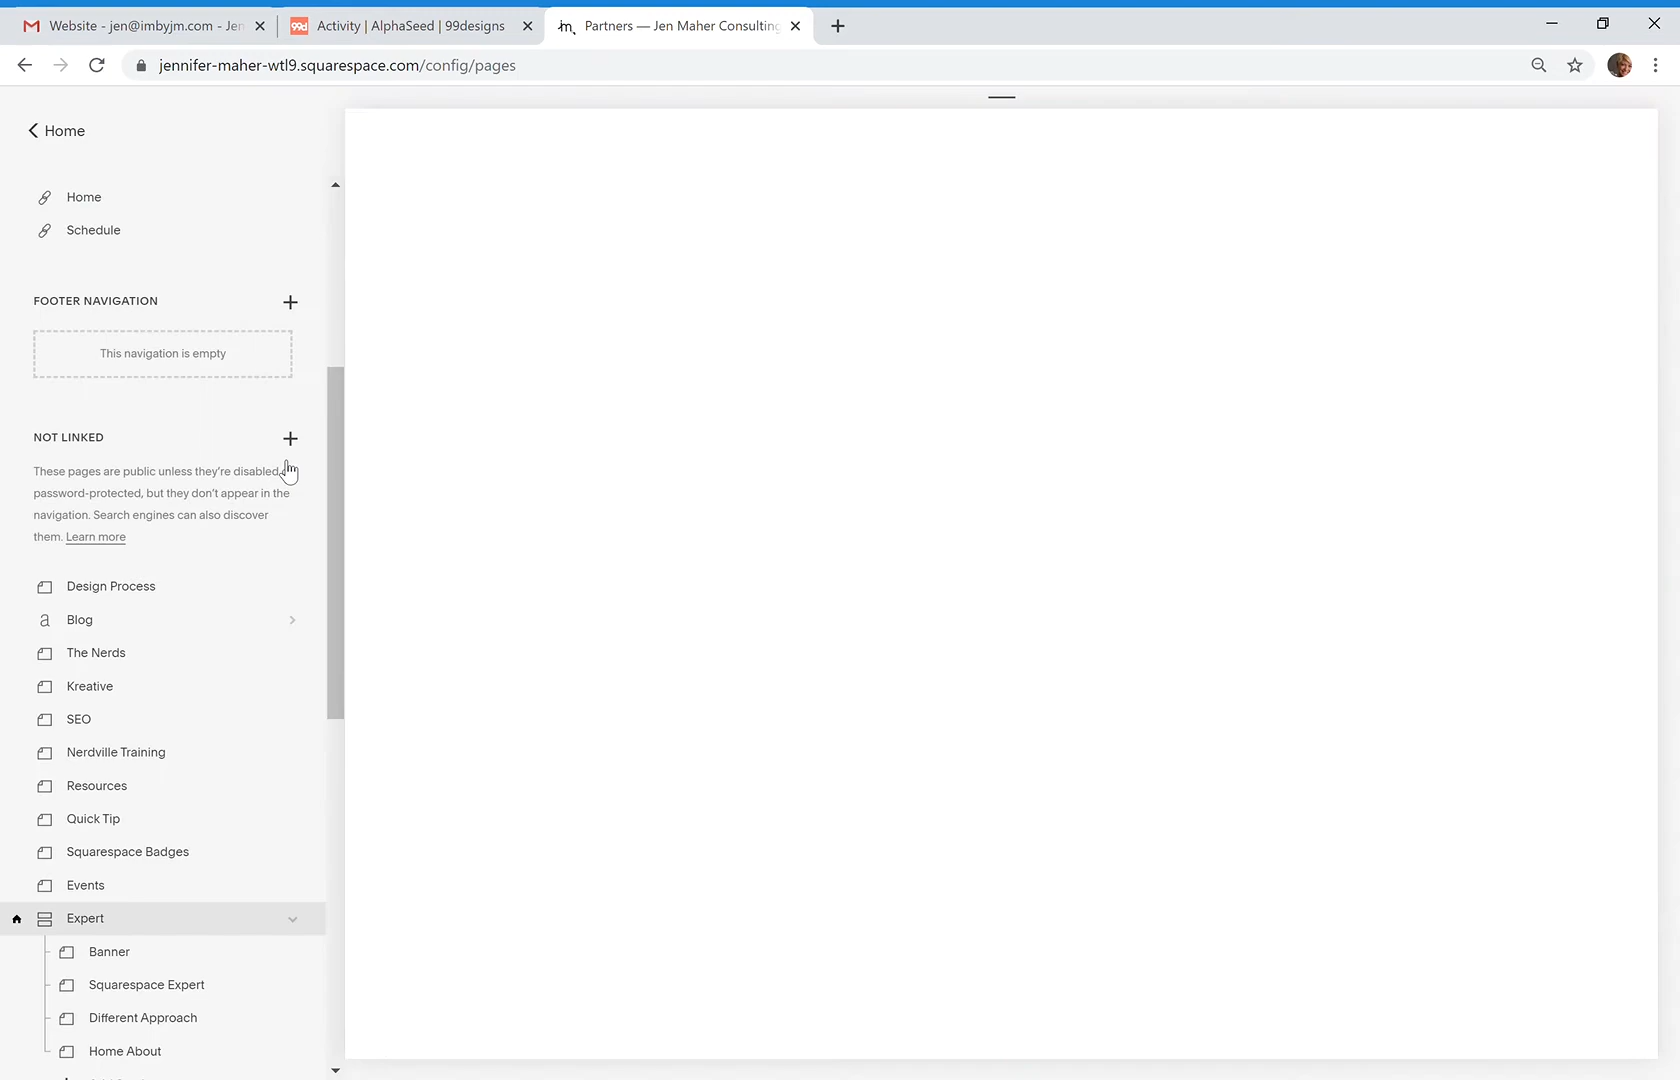 Website - jen@imbyjm.com - Jen
Activity | AlphaSeed | 99designs
Partners — Jen Maher Consulting
jennifer-maher-wtl9.squarespace.com/config/pages
Home
Home
Schedule
FOOTER NAVIGATION
This navigation is empty
NOT LINKED
These pages are public unless they're disabled
password-protected, but they don't appear in the
navigation. Search engines can also discover
them. Learn more
Design Process
Blog
The Nerds
Kreative
SEO
Nerdville Training
Resources
Quick Tip
Squarespace Badges
Events
Expert
Banner
Squarespace Expert
Different Approach
Home About